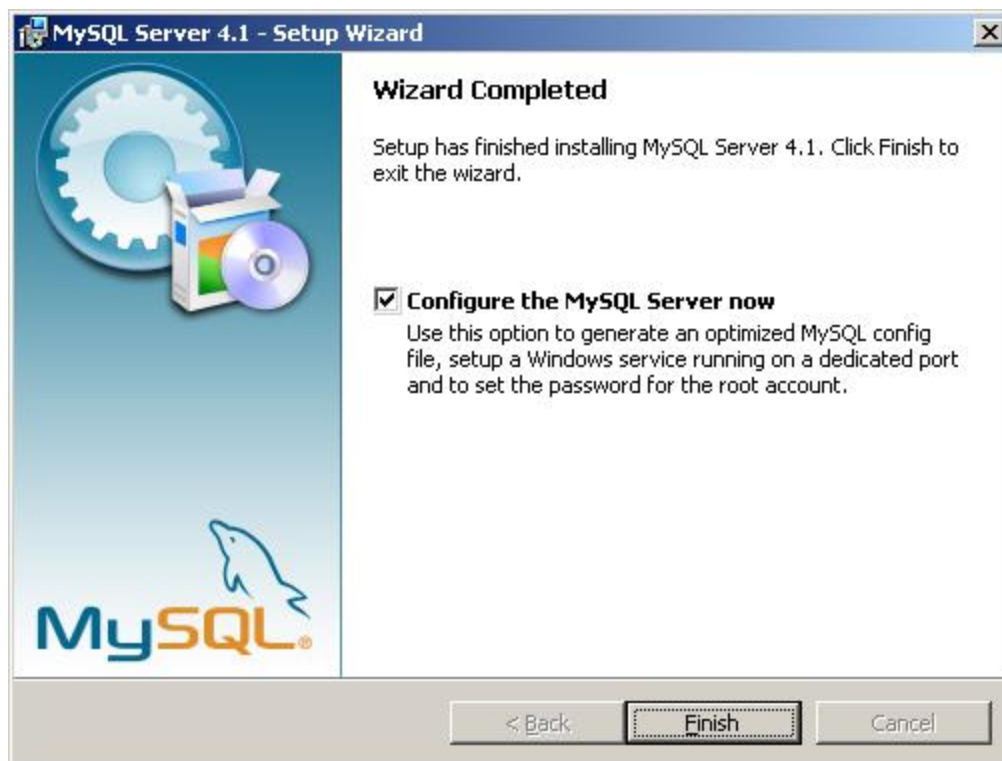 MySQL Server 4.1 - Setup Wizard
Wizard Completed
Setup has finished installing MySQL Server 4.1. Click Finish to
exit the wizard.
Configure the MySQL Server now
Use this option to generate an optimized MySQL config
file, setup a Windows service running on a dedicated port
and to set the password for the root account.
MySQL®
< Back
Finish
Cancel